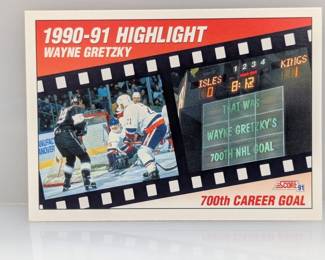 1990-91 HIGHLIGHT
WAYNE GRETZKY
1 2 3 4
ISLES
KINGS
0 8:12 1
THAT WAS
WAYNE GRETZKY'S
700TH NHL GOAL
700th CAREER GOAL
SCORE 91